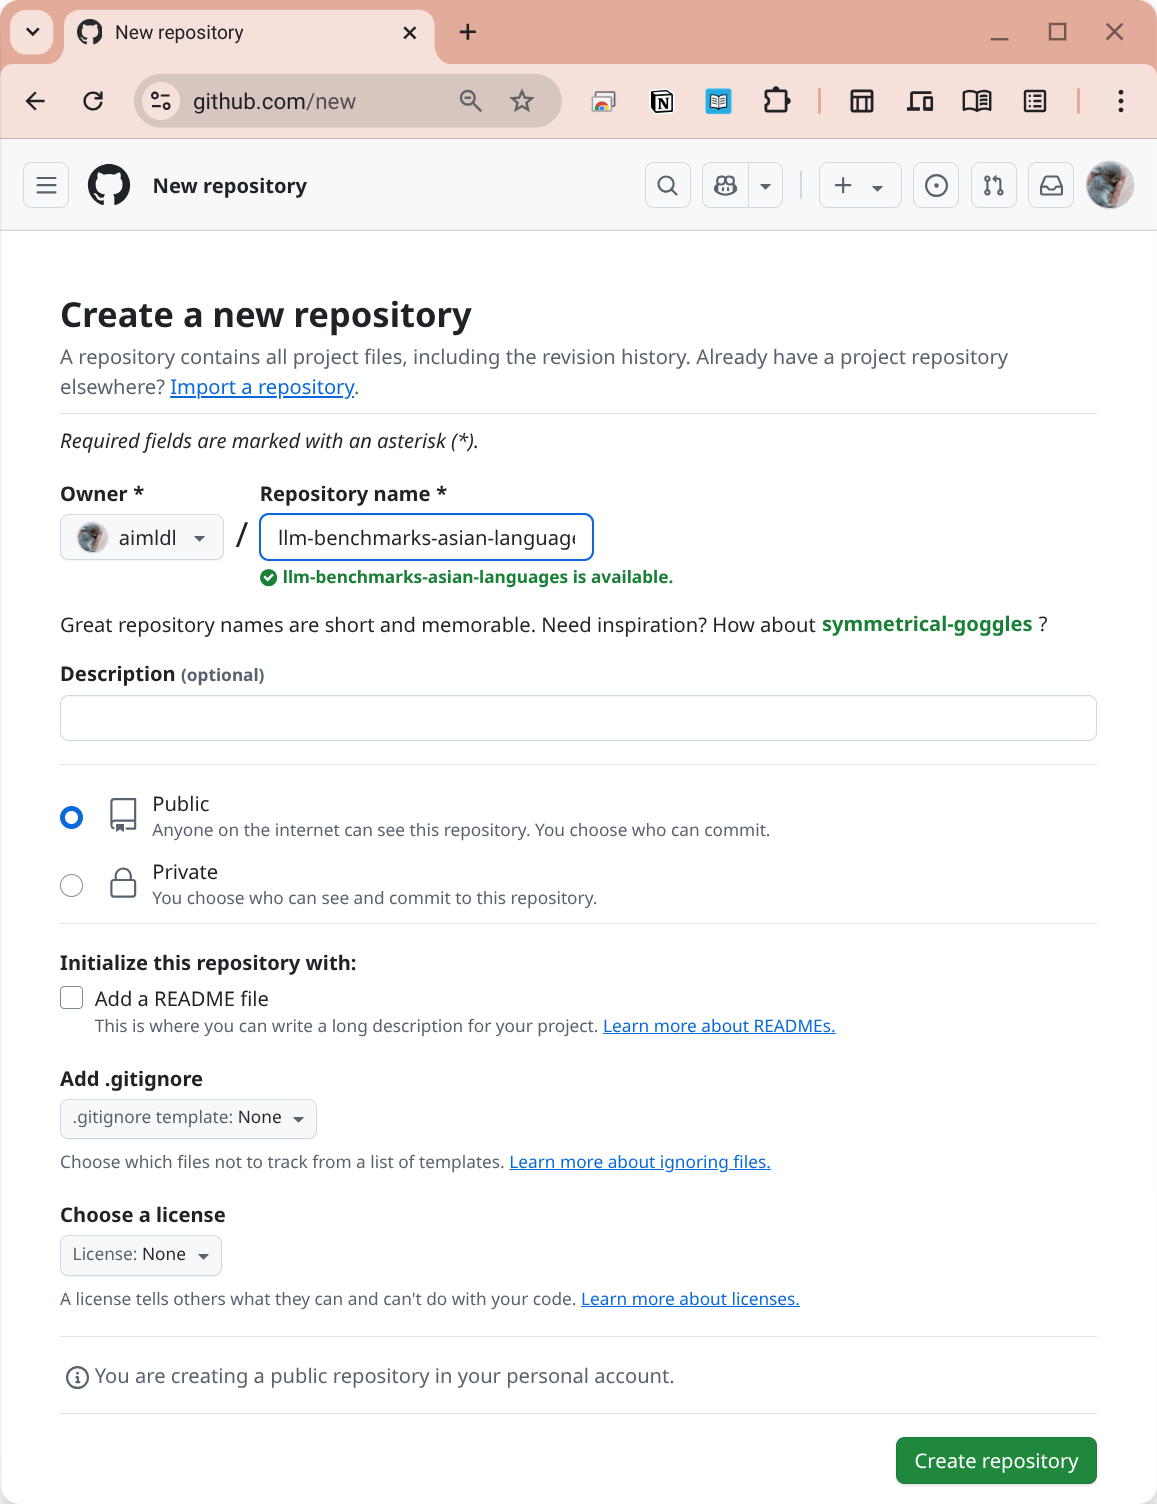 New repository
github.com/new
New repository
Create a new repository
A repository contains all project files, including the revision history. Already have a project repository
elsewhere? Import a repository.
Required fields are marked with an asterisk (*).
Owner * Repository name *
aimldl / llm-benchmarks-asian-language
llm-benchmarks-asian-languages is available.
Great repository names are short and memorable. Need inspiration? How about symmetrical-goggles ?
Description (optional)
Public
Anyone on the internet can see this repository. You choose who can commit.
Private
You choose who can see and commit to this repository.
Initialize this repository with:
Add a README file
This is where you can write a long description for your project. Learn more about READMEs.
Add .gitignore
.gitignore template: None
Choose which files not to track from a list of templates. Learn more about ignoring files.
Choose a license
License: None
A license tells others what they can and can't do with your code. Learn more about licenses.
You are creating a public repository in your personal account.
Create repository